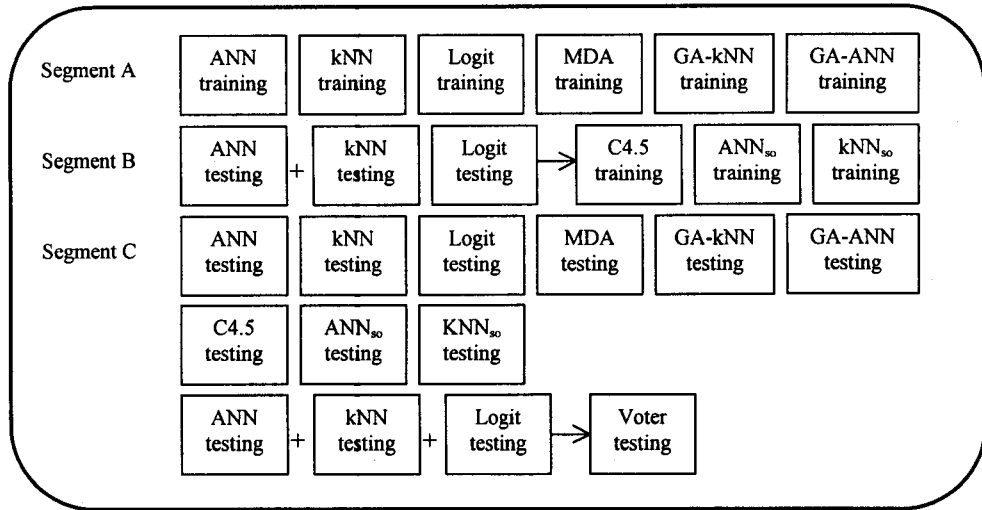 Segment A
ANN training
kNN training
Logit training
MDA training
GA-kNN training
GA-ANN training
Segment B
ANN testing
+
kNN testing
Logit testing
C4.5 training
ANNso training
kNNso training
Segment C
ANN testing
kNN testing
Logit testing
MDA testing
GA-kNN testing
GA-ANN testing
C4.5 testing
ANNso testing
KNNso testing
ANN testing
+
kNN testing
+
Logit testing
Voter testing